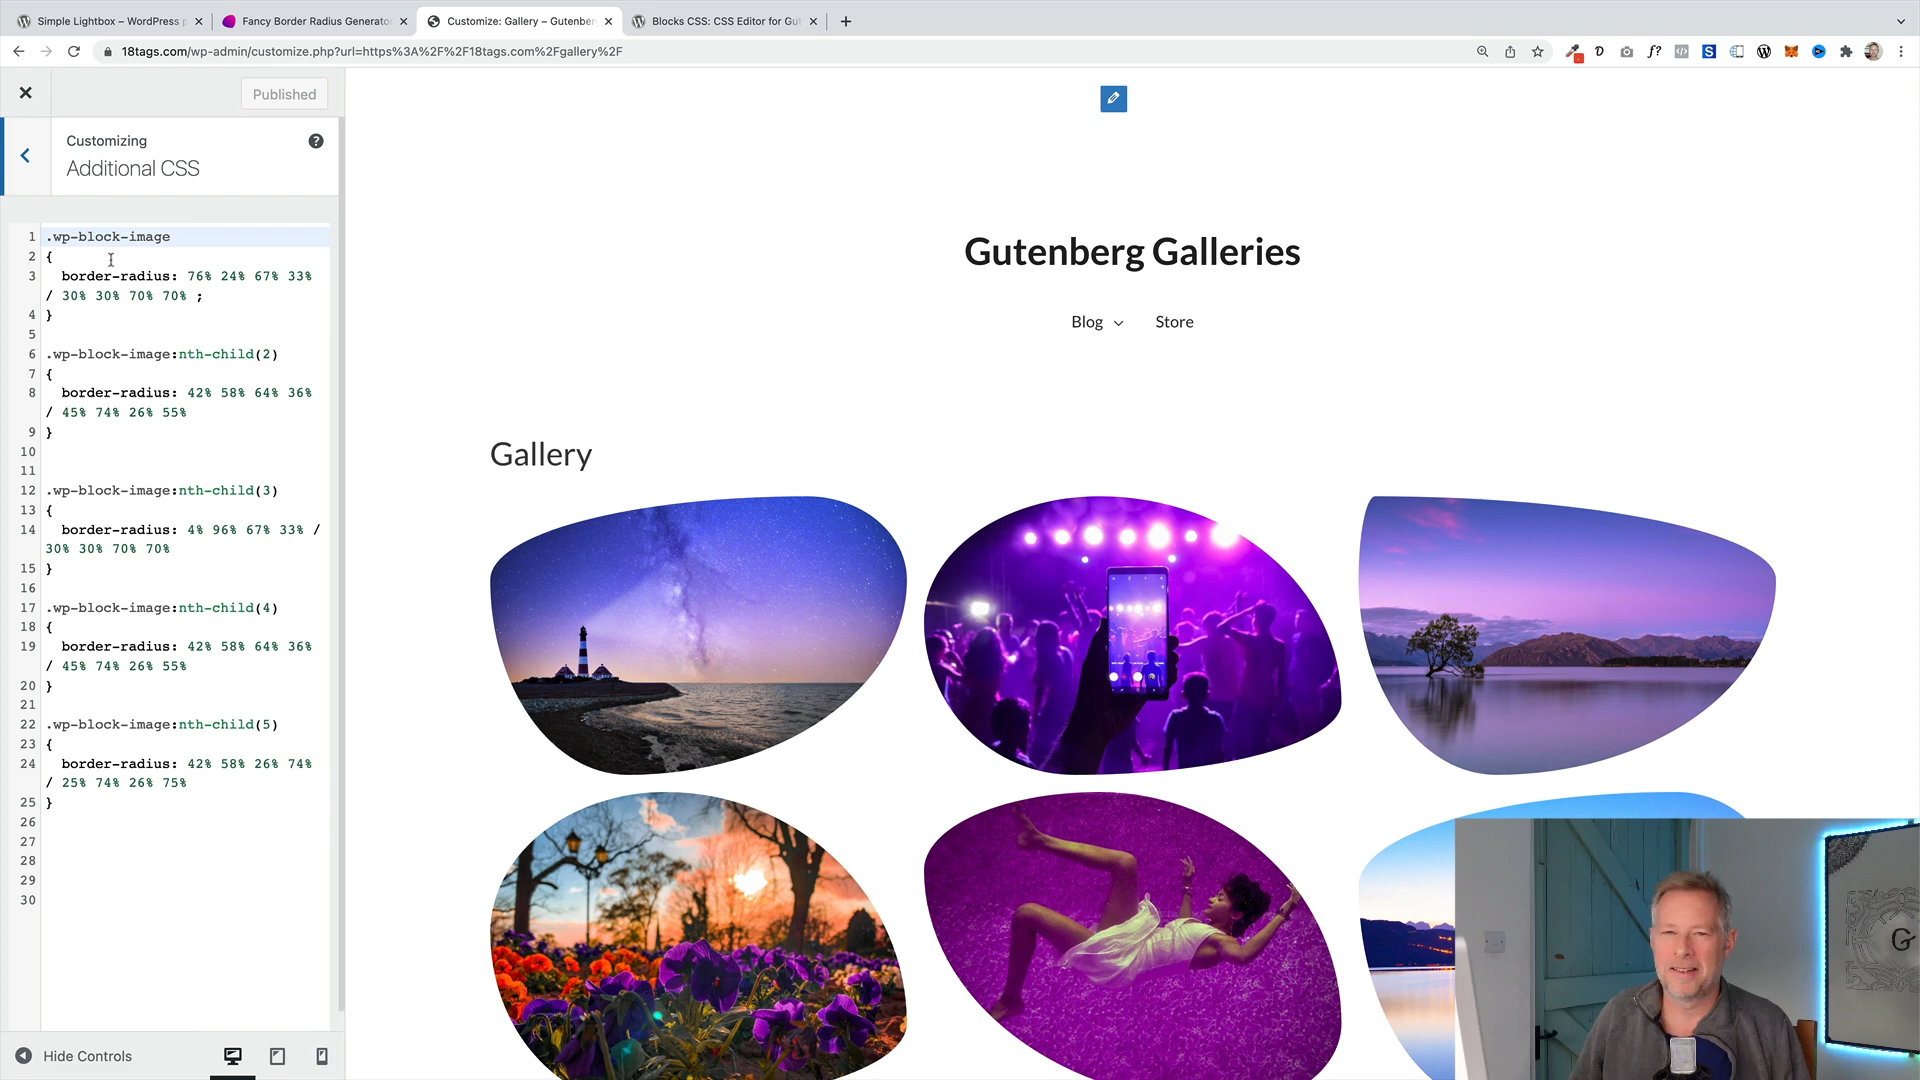 Simple Lightbox – WordPress p
Fancy Border Radius Generato
Customize: Gallery – Gutenber
Blocks CSS: CSS Editor for Gut
18tags.com/wp-admin/customize.php?url=https%3A%2F%2F18tags.com%2Fgallery%2F
Published
Customizing
Additional CSS
1 .wp-block-image
2 {
3 border-radius: 76% 24% 67% 33%
/ 30% 30% 70% 70% ;
4 }
5
6 .wp-block-image:nth-child(2)
7 {
8 border-radius: 42% 58% 64% 36%
/ 45% 74% 26% 55%
9 }
10
11
12 .wp-block-image:nth-child(3)
13 {
14 border-radius: 4% 96% 67% 33% /
30% 30% 70% 70%
15 }
16
17 .wp-block-image:nth-child(4)
18 {
19 border-radius: 42% 58% 64% 36%
/ 45% 74% 26% 55%
20 }
21
22 .wp-block-image:nth-child(5)
23 {
24 border-radius: 42% 58% 26% 74%
/ 25% 74% 26% 75%
25 }
26
27
28
29
30
Hide Controls
Gutenberg Galleries
Blog
Store
Gallery
G